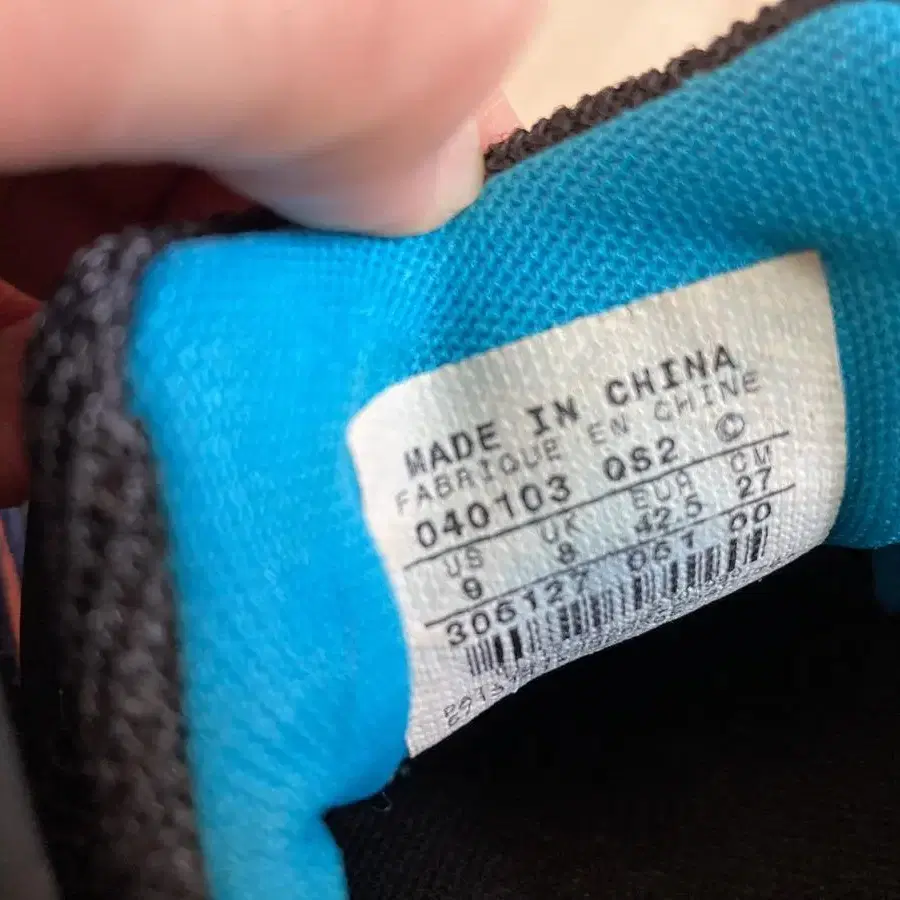 MADE IN CHINA
FABRIQUE EN CHINE
040103 QS2 ©
US UK EUR CM
9 8 42.5 27
306127 061 00